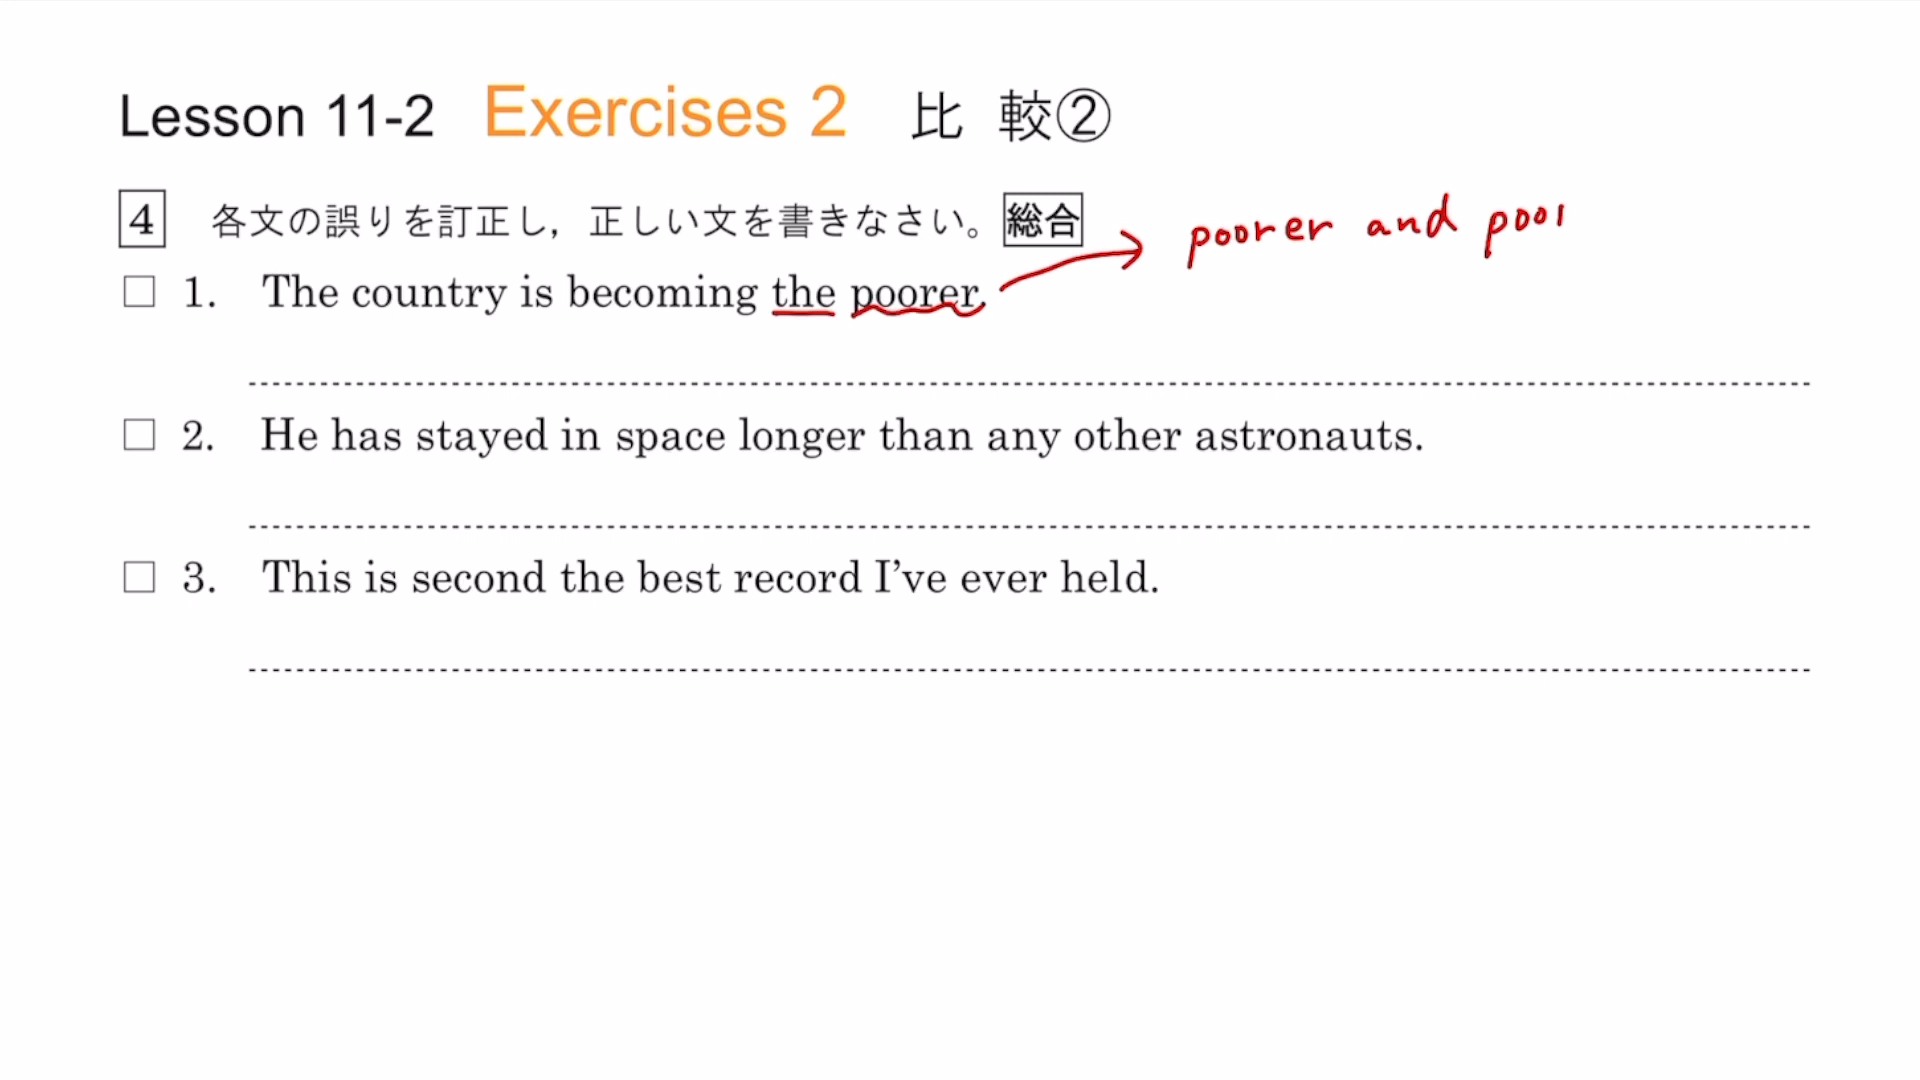 Lesson 11-2 Exercises 2 比 較②
4 各文の誤りを訂正し,正しい文を書きなさい。総合
poorer and poor
1. The country is becoming the poorer.
2. He has stayed in space longer than any other astronauts.
3. This is second the best record I’ve ever held.